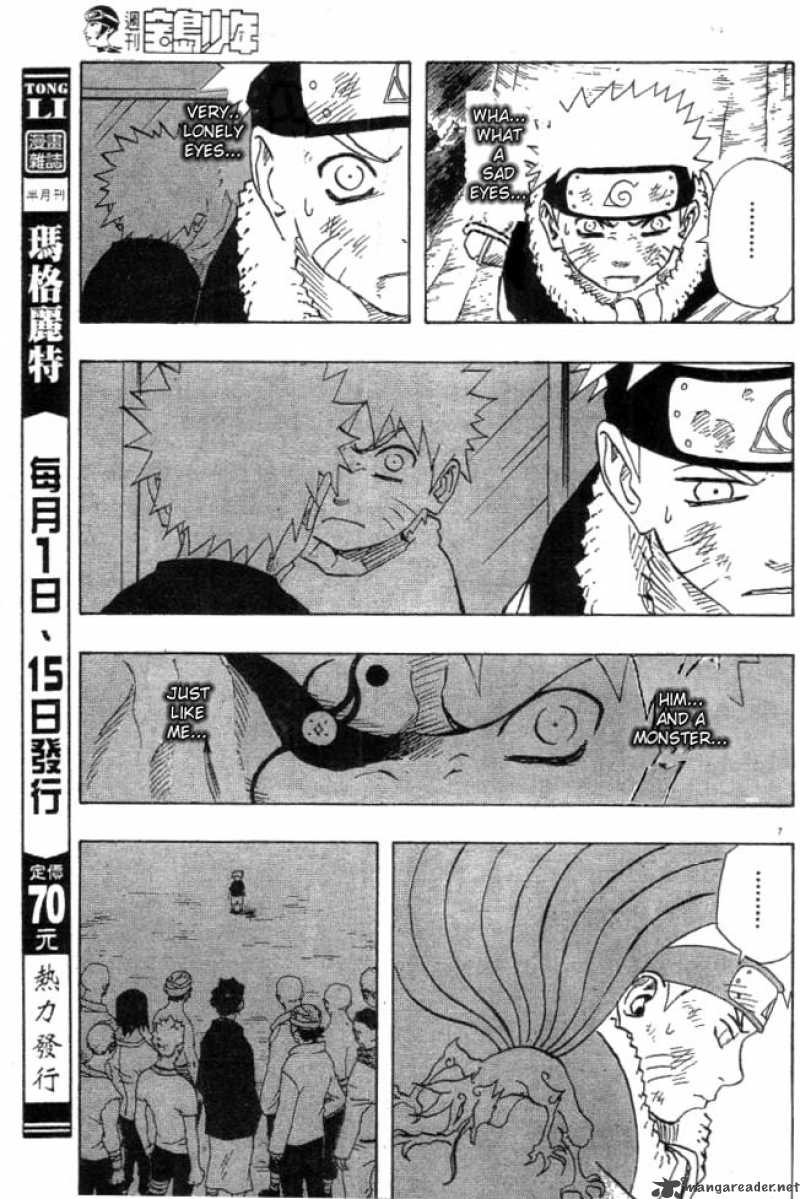 週刊
宝島少年
WHA...
WHAT
A
SAD
EYES...
..........
VERY..
LONELY
EYES...
HIM...
AND A
MONSTER...
JUST
LIKE
ME...
7
..........
TONG
LI
漫畫
雜誌
半月刊
瑪格麗特
每月1日、15日發行
定價
70
元
熱力發行
mangareader.net